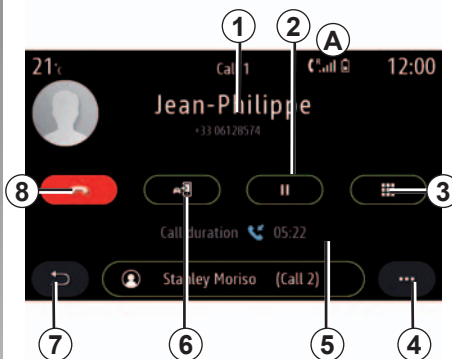 1 2 A
21°c Call 1 12:00
Jean-Philippe
+33 06128574
8 3
Call duration 05:22
Stanley Moriso (Call 2)
7 6 5 4